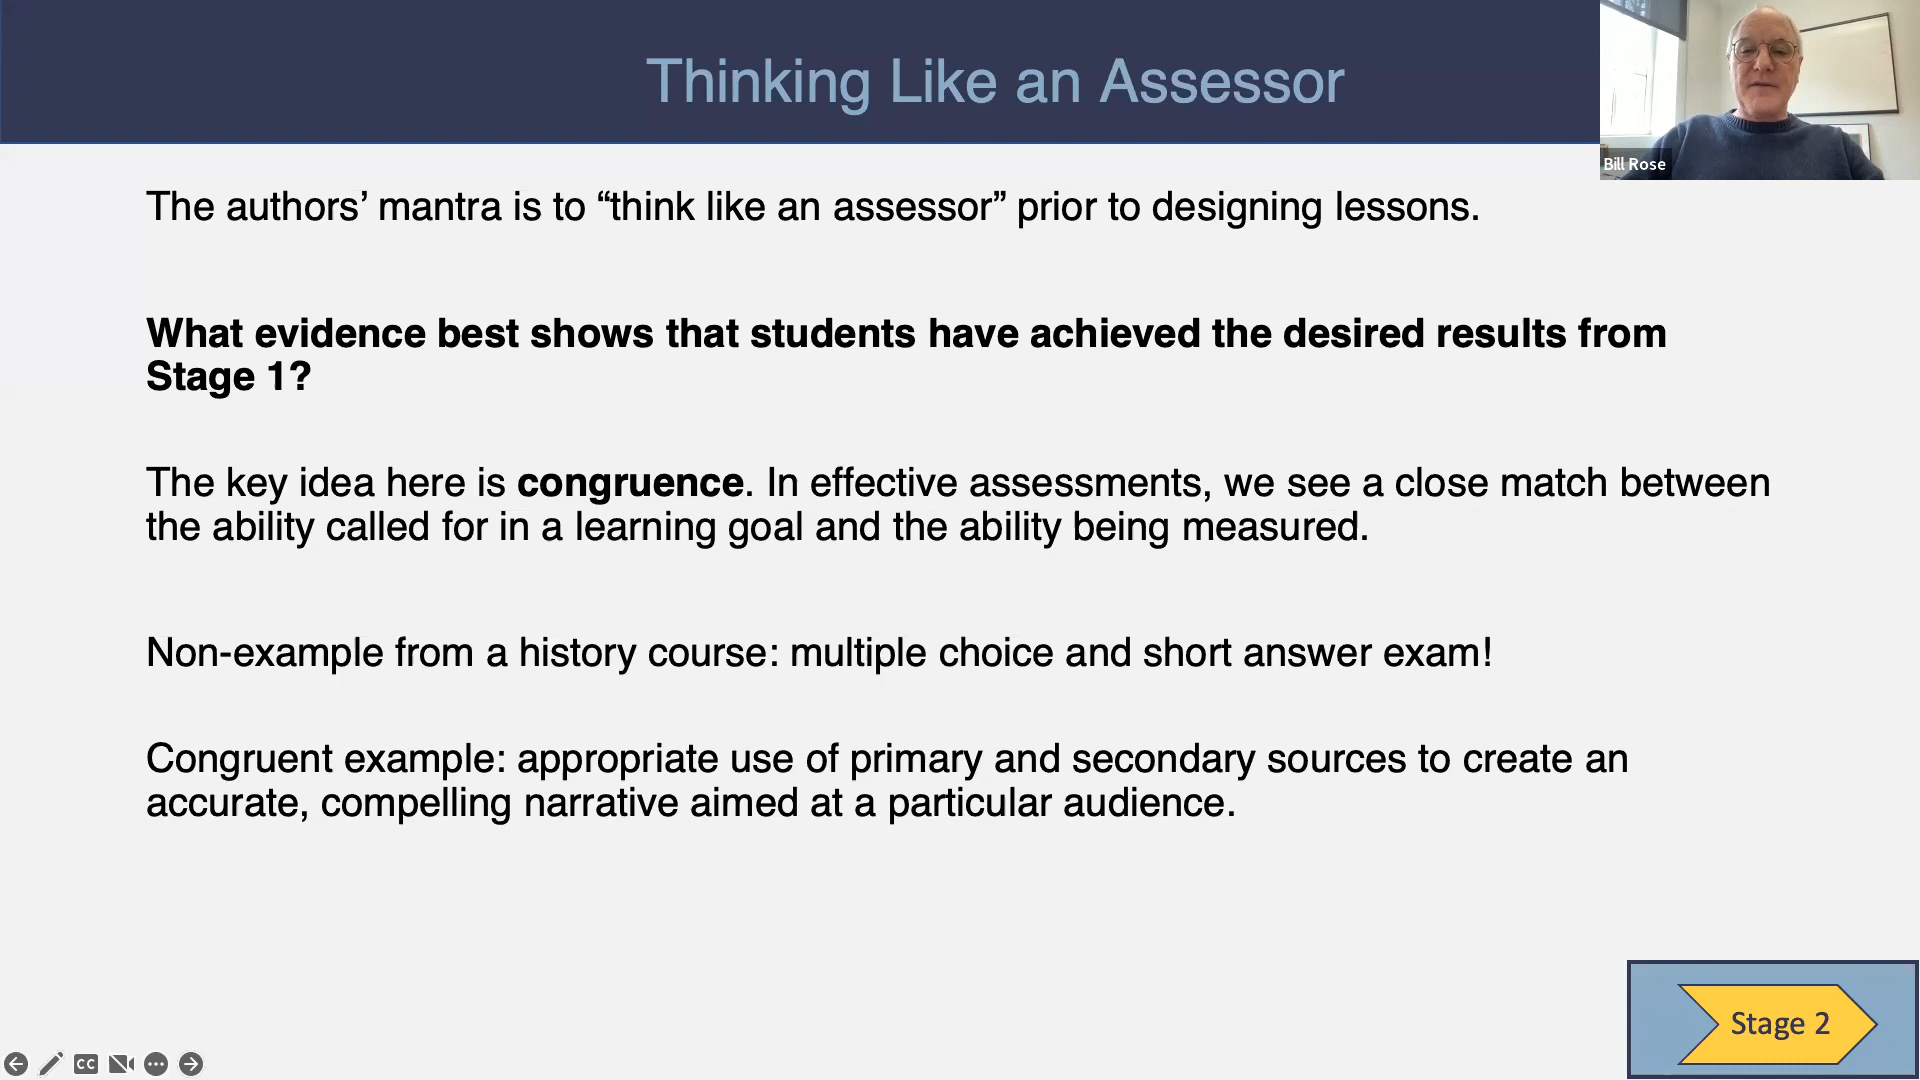 Thinking Like an Assessor
Bill Rose
The authors’ mantra is to “think like an assessor” prior to designing lessons.
What evidence best shows that students have achieved the desired results from
Stage 1?
The key idea here is congruence. In effective assessments, we see a close match between
the ability called for in a learning goal and the ability being measured.
Non-example from a history course: multiple choice and short answer exam!
Congruent example: appropriate use of primary and secondary sources to create an
accurate, compelling narrative aimed at a particular audience.
Stage 2
CC